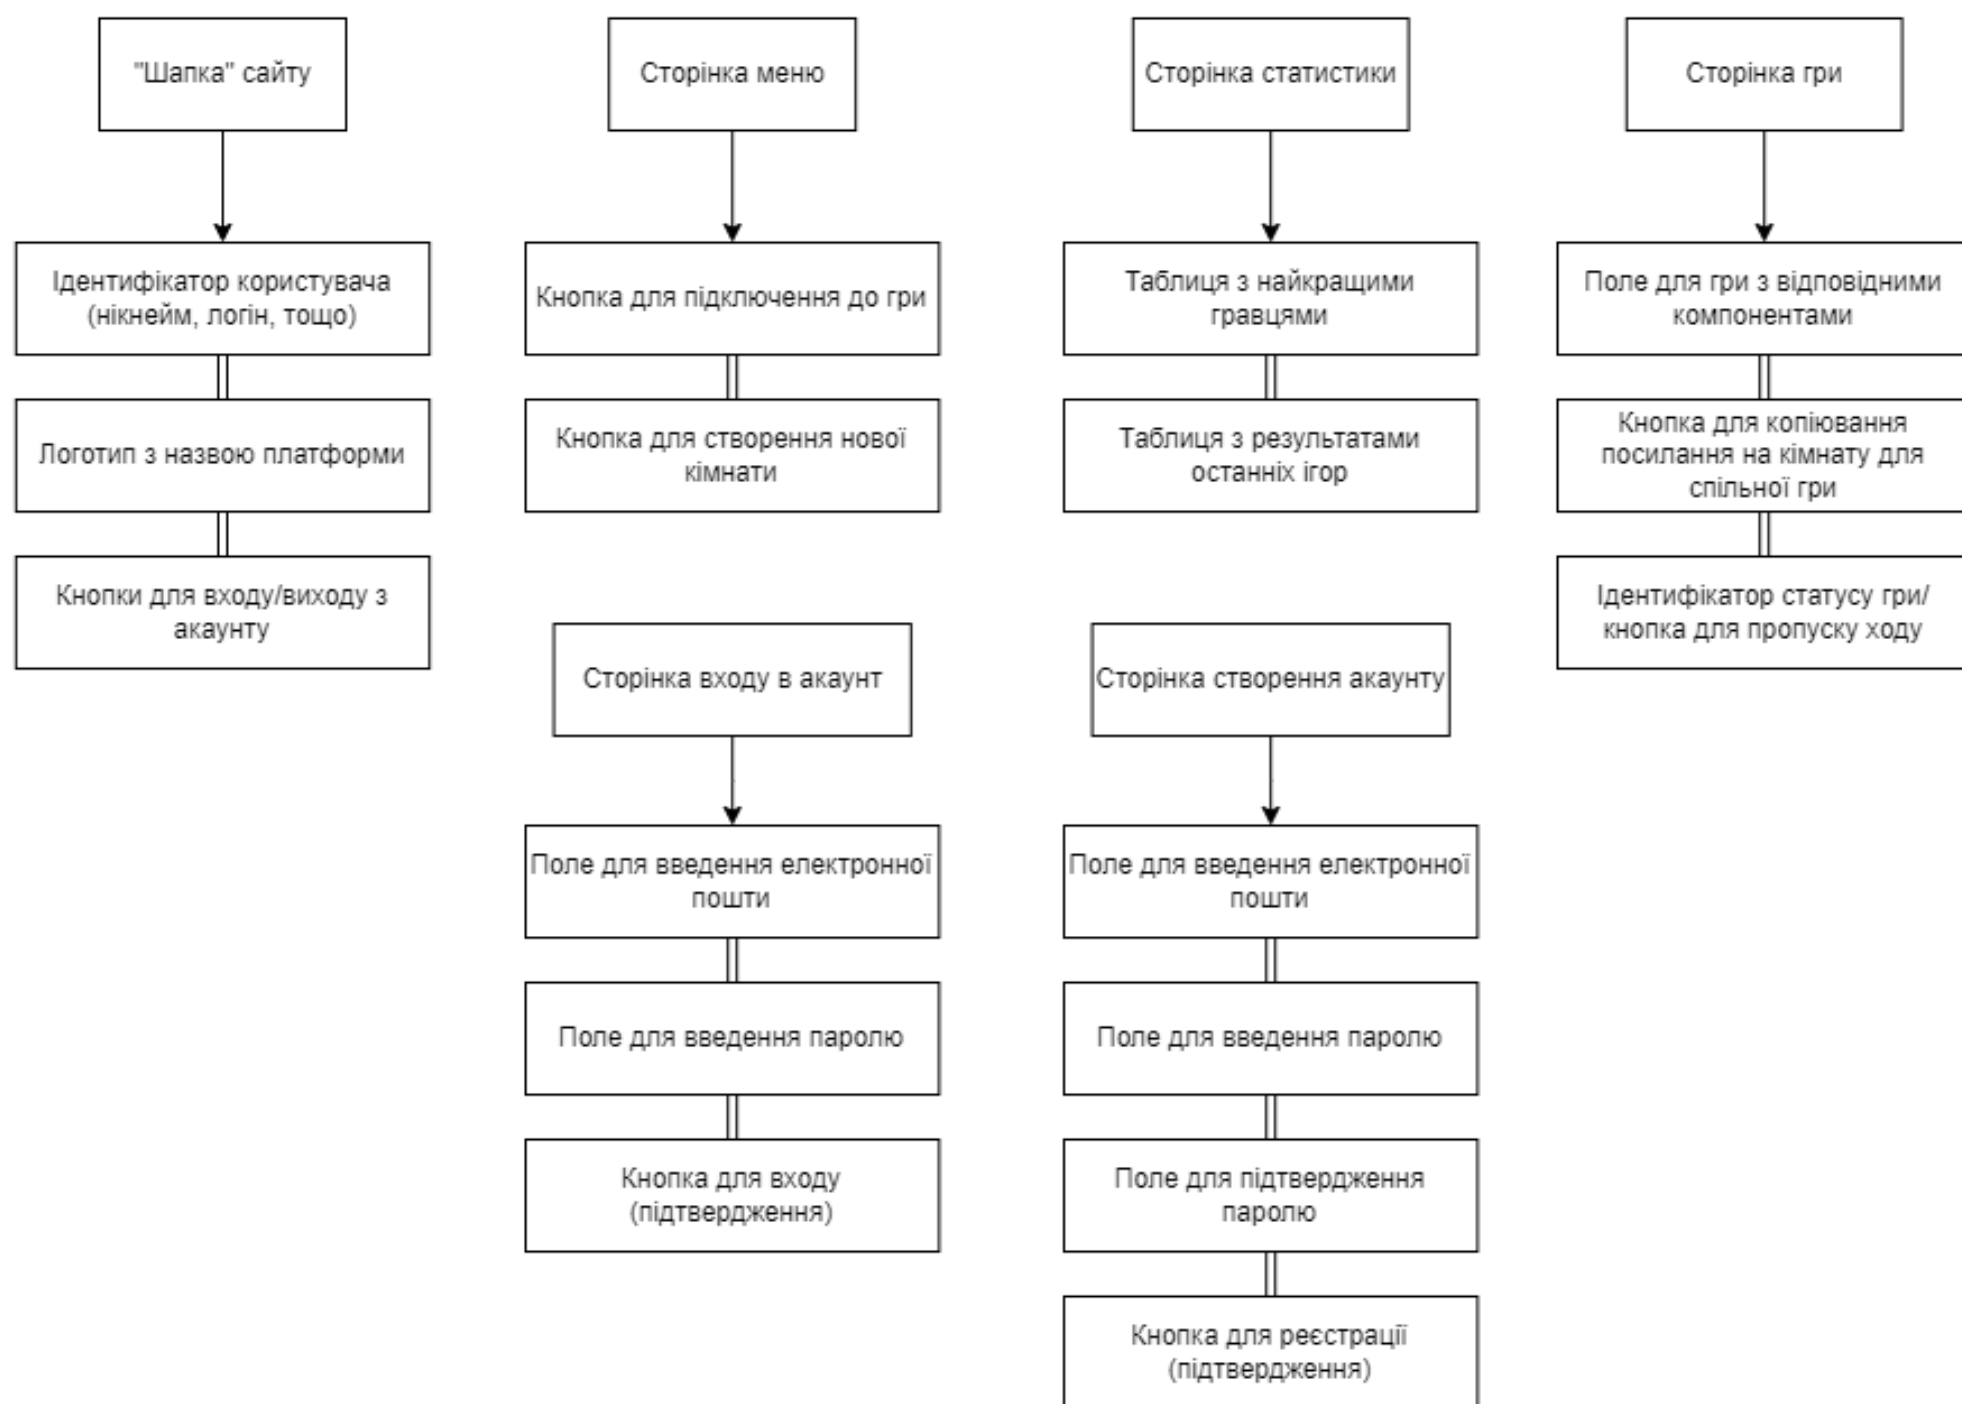 "Шапка" сайту
Ідентифікатор користувача
(нікнейм, логін, тощо)
Логотип з назвою платформи
Кнопки для входу/виходу з
акаунту
Сторінка меню
Кнопка для підключення до гри
Кнопка для створення нової
кімнати
Сторінка статистики
Таблиця з найкращими
гравцями
Таблиця з результатами
останніх ігор
Сторінка гри
Поле для гри з відповідними
компонентами
Кнопка для копіювання
посилання на кімнату для
спільної гри
Ідентифікатор статусу гри/
кнопка для пропуску ходу
Сторінка входу в акаунт
Поле для введення електронної
пошти
Поле для введення паролю
Кнопка для входу
(підтвердження)
Сторінка створення акаунту
Поле для введення електронної
пошти
Поле для введення паролю
Поле для підтвердження
паролю
Кнопка для реєстрації
(підтвердження)